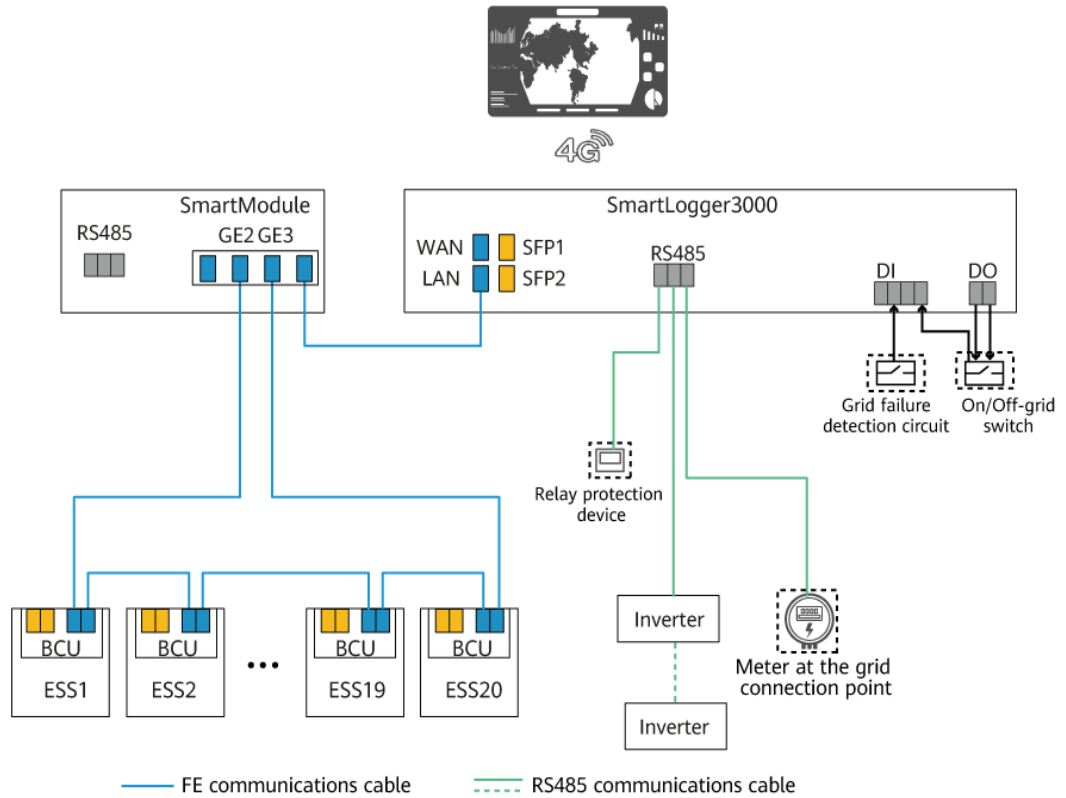 4G
SmartModule
RS485
GE2 GE3
SmartLogger3000
WAN
SFP1
LAN
SFP2
RS485
DI
DO
Grid failure
detection circuit
On/Off-grid
switch
Relay protection
device
BCU
ESS1
BCU
ESS2
...
BCU
ESS19
BCU
ESS20
Inverter
Inverter
Meter at the grid
connection point
FE communications cable
RS485 communications cable